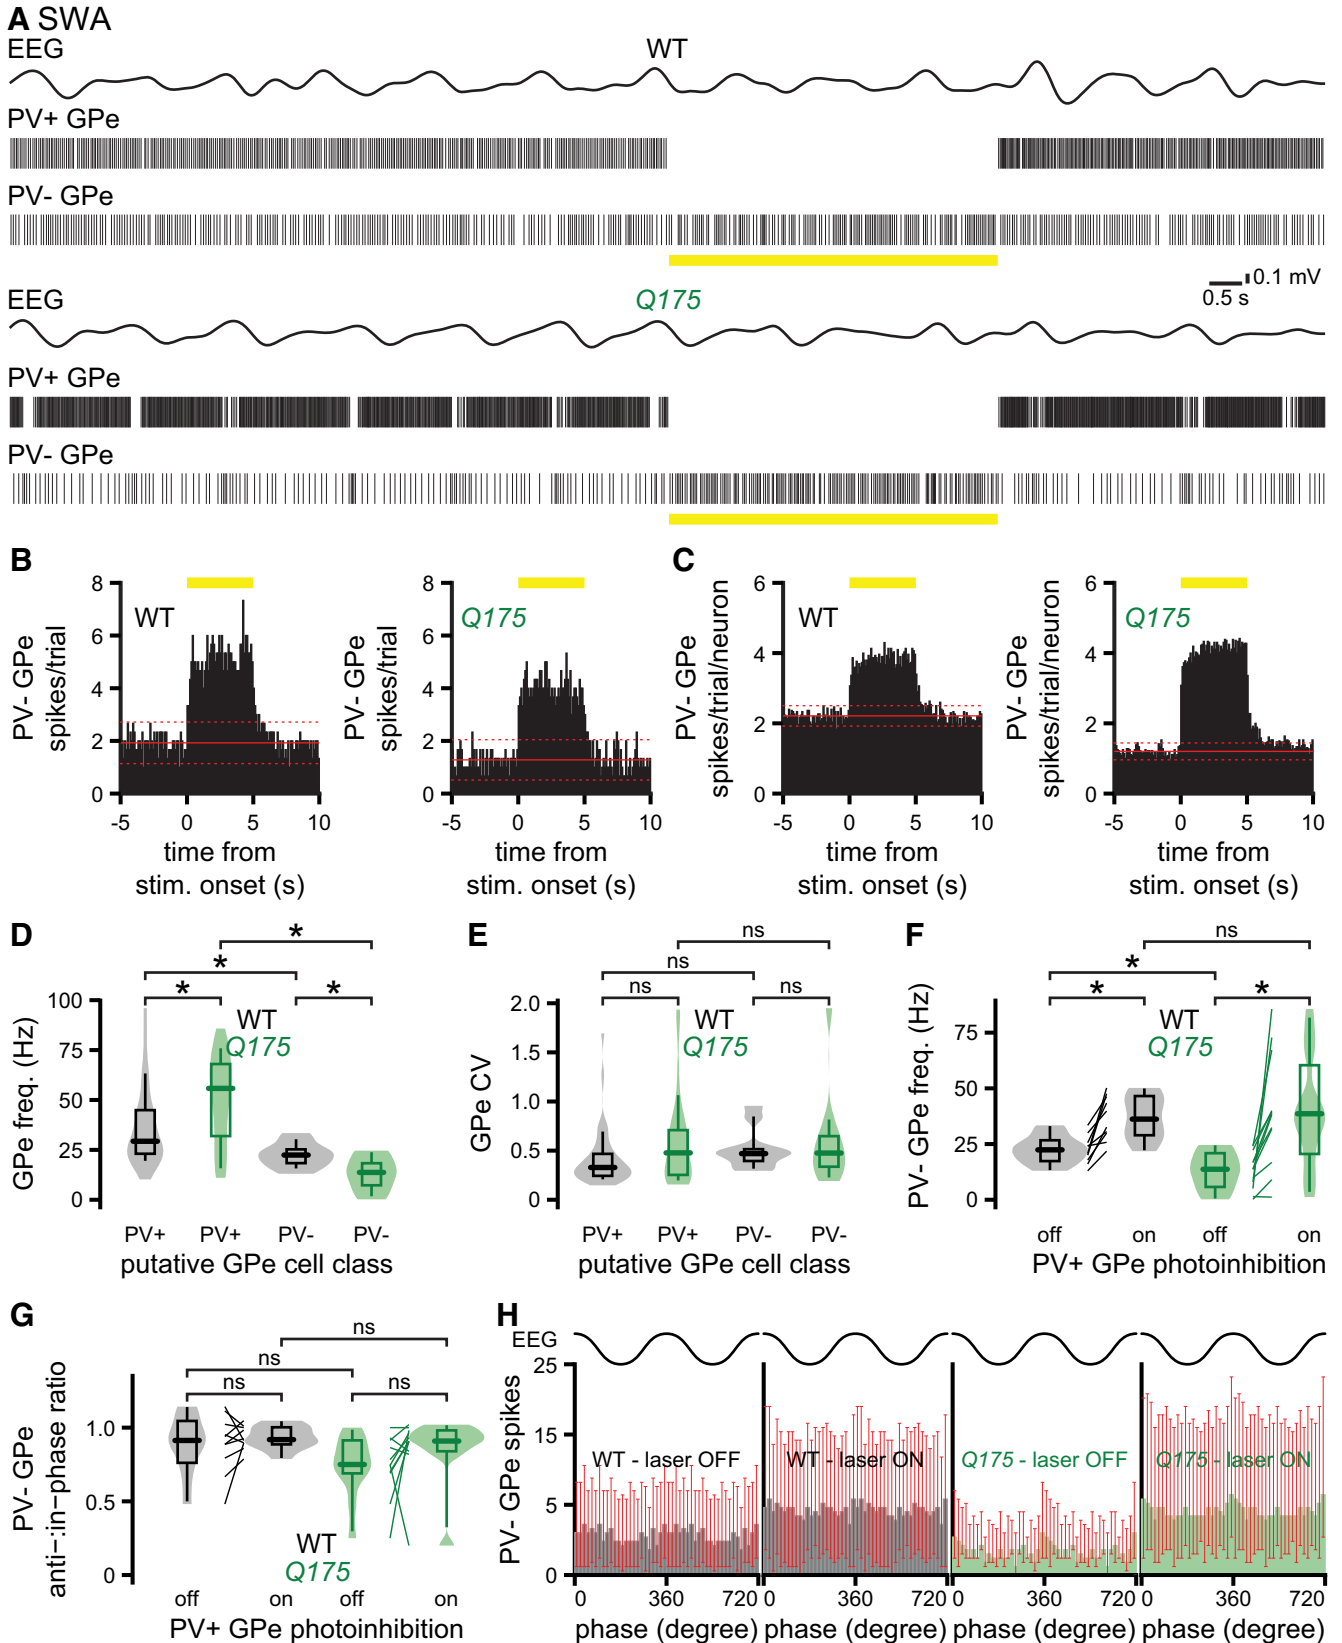 A SWA
EEG
WT
PV+ GPe
PV- GPe
0.1 mV
0.5 s
EEG
Q175
PV+ GPe
PV- GPe
B
PV- GPe
spikes/trial
8
6
4
2
0
WT
-5 0 5 10
time from
stim. onset (s)
PV- GPe
spikes/trial
8
6
4
2
0
Q175
-5 0 5 10
time from
stim. onset (s)
C
PV- GPe
spikes/trial/neuron
6
4
2
0
WT
-5 0 5 10
time from
stim. onset (s)
PV- GPe
spikes/trial/neuron
6
4
2
0
Q175
-5 0 5 10
time from
stim. onset (s)
D
GPe freq. (Hz)
100
75
50
25
0
*
*
* *
WT
Q175
PV+ PV+ PV- PV-
putative GPe cell class
E
GPe CV
2.0
1.5
1.0
0.5
0
ns
ns
ns ns
WT
Q175
PV+ PV+ PV- PV-
putative GPe cell class
F
PV- GPe freq. (Hz)
75
50
25
0
ns
*
* *
WT
Q175
off on off on
PV+ GPe photoinhibition
G
PV- GPe
anti-:in-phase ratio
1.0
0.5
0
ns
ns
ns ns
WT
Q175
off on off on
PV+ GPe photoinhibition
H
EEG
PV- GPe spikes
25
15
5
0
WT - laser OFF
WT - laser ON
Q175 - laser OFF
Q175 - laser ON
0 360 720
0 360 720
0 360 720
0 360 720
phase (degree)
phase (degree)
phase (degree)
phase (degree)